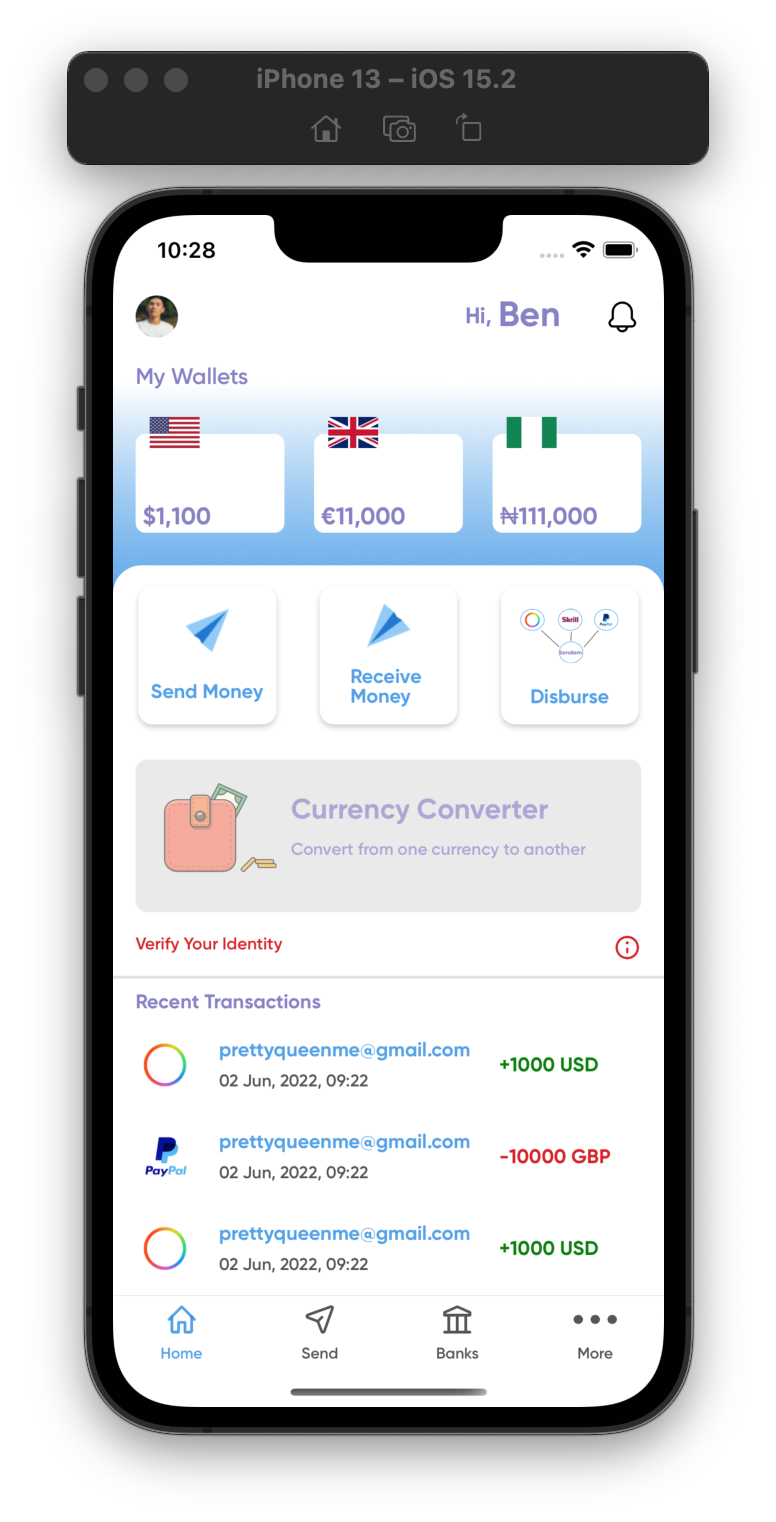 iPhone 13 – iOS 15.2
10:28
Hi, Ben
My Wallets
$1,100
€11,000
₦111,000
Skrill
PayPal
Sendam
Send Money
Receive
Money
Disburse
Currency Converter
Convert from one currency to another
Verify Your Identity
Recent Transactions
prettyqueenme@gmail.com
+1000 USD
02 Jun, 2022, 09:22
prettyqueenme@gmail.com
PayPal
-10000 GBP
02 Jun, 2022, 09:22
prettyqueenme@gmail.com
+1000 USD
02 Jun, 2022, 09:22
Home
Send
Banks
More